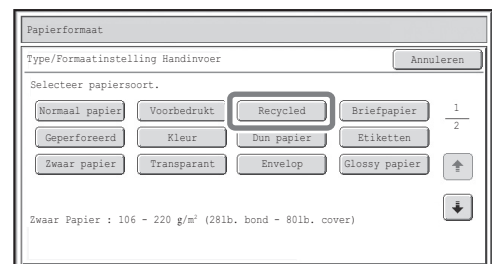 Papierformaat
Type/Formaatinstelling Handinvoer Annuleren
Selecteer papiersoort.
Normaal papier Voorbedrukt Recycled Briefpapier 1
2
Geperforeerd Kleur Dun papier Etiketten
Zwaar papier Transparant Envelop Glossy papier
Zwaar Papier : 106 - 220 g/m² (28lb. bond - 80lb. cover)